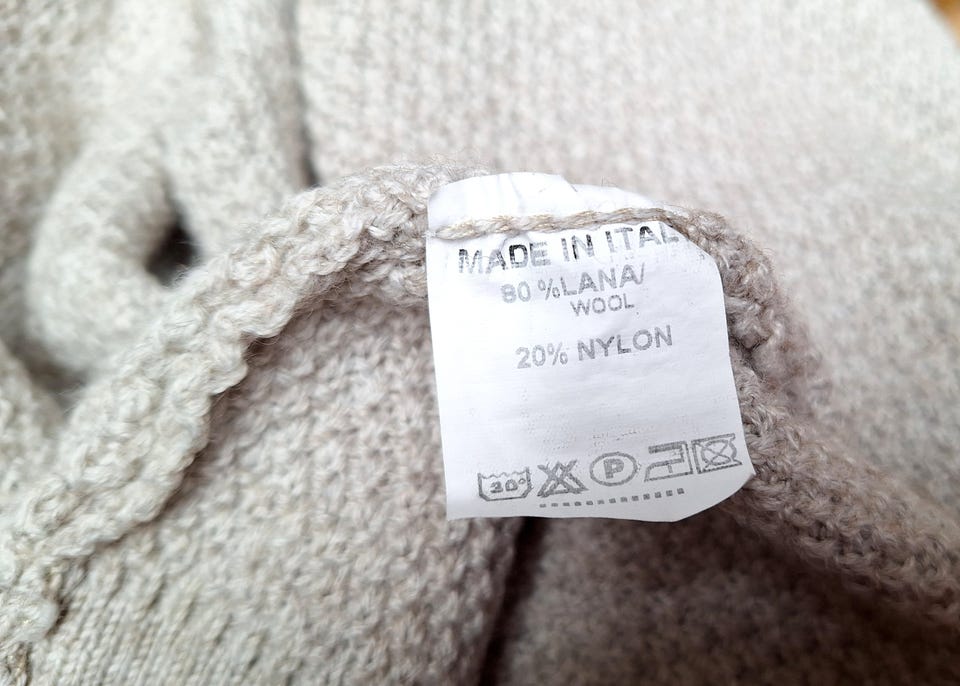 MADE IN ITAL
80 %LANA/
WOOL
20% NYLON
30° P